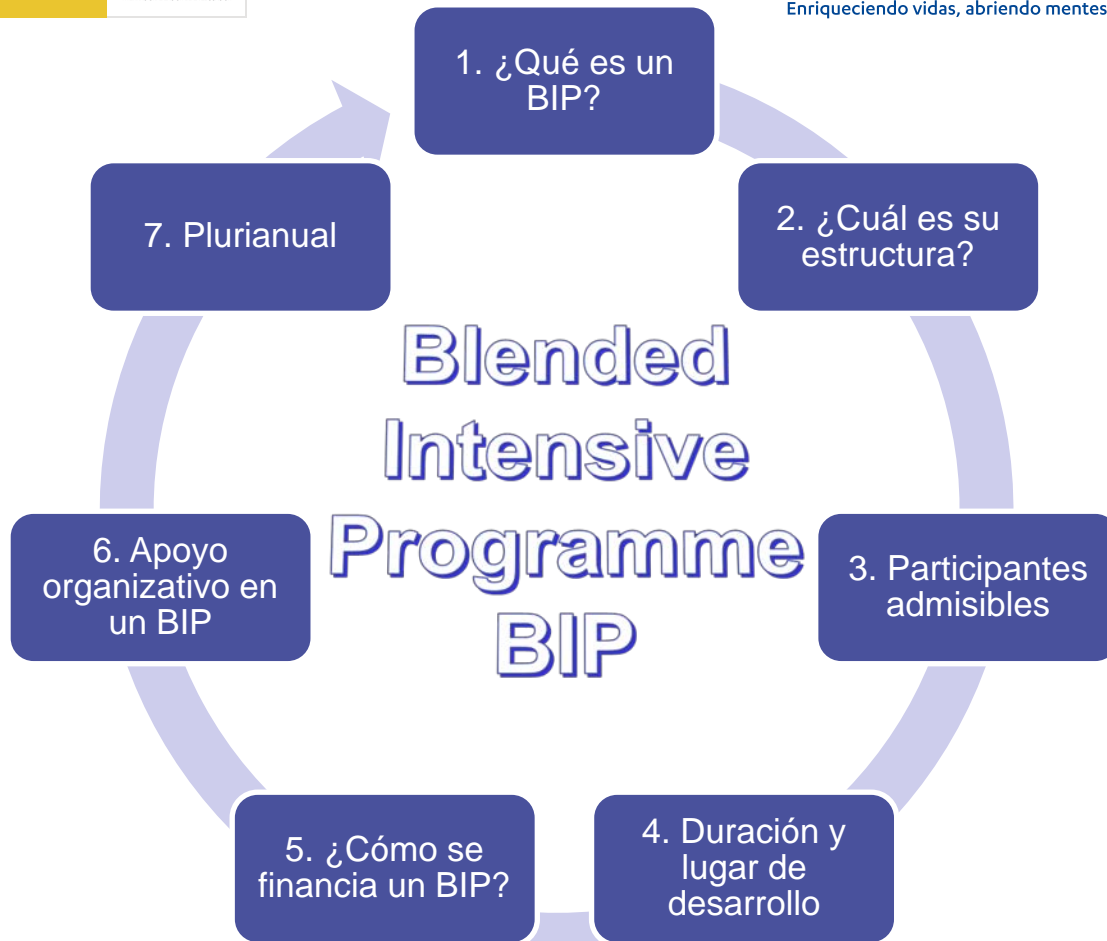 Enriqueciendo vidas, abriendo mentes
1. ¿Qué es un
BIP?
2. ¿Cuál es su
estructura?
3. Participantes
admisibles
4. Duración y
lugar de
desarrollo
5. ¿Cómo se
financia un BIP?
6. Apoyo
organizativo en
un BIP
7. Plurianual
Blended
Intensive
Programme
BIP